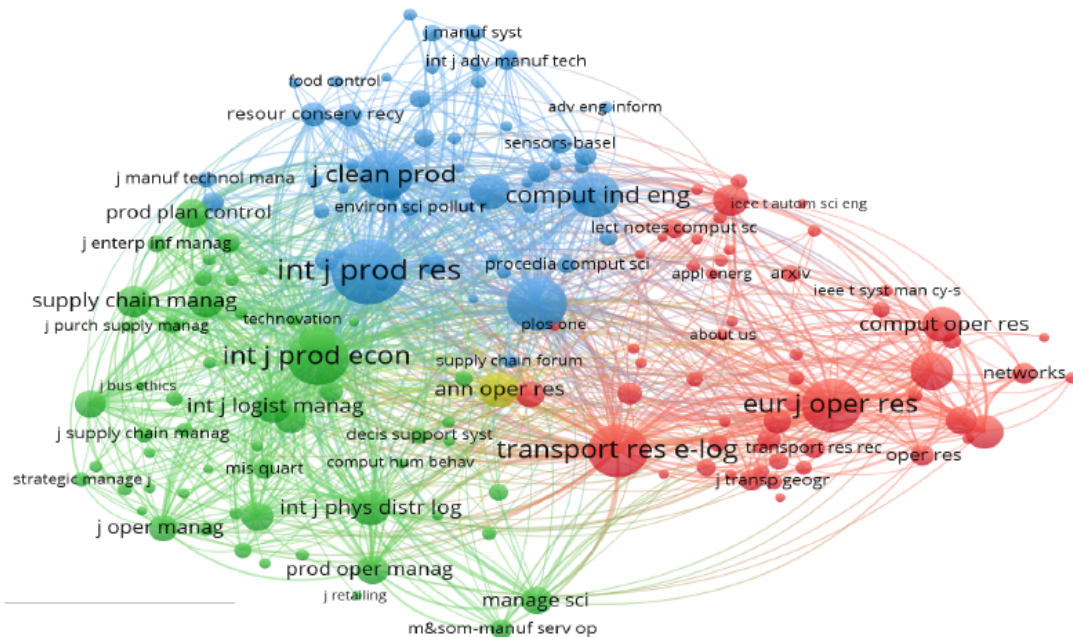 j manuf syst
int j adv manuf tech
food control
resour conserv recy
adv eng inform
sensors-basel
j clean prod
j manuf technol mana
comput ind eng
environ sci pollut r
prod plan control
ieee t autom sci eng
lect notes comput sc
j enterp inf manag
int j prod res
procedia comput sci
appl energ
arxiv
ieee t syst man cy-s
supply chain manag
technovation
plos one
comput oper res
j purch supply manag
about us
int j prod econ
supply chain forum
networks
j bus ethics
ann oper res
int j logist manag
eur j oper res
j supply chain manag
decis support syst
transport res e-log
transport res rec
oper res
mis quart
comput hum behav
strategic manage j
j transp geogr
int j phys distr log
j oper manag
prod oper manag
j retailing
manage sci
m&som-manuf serv op